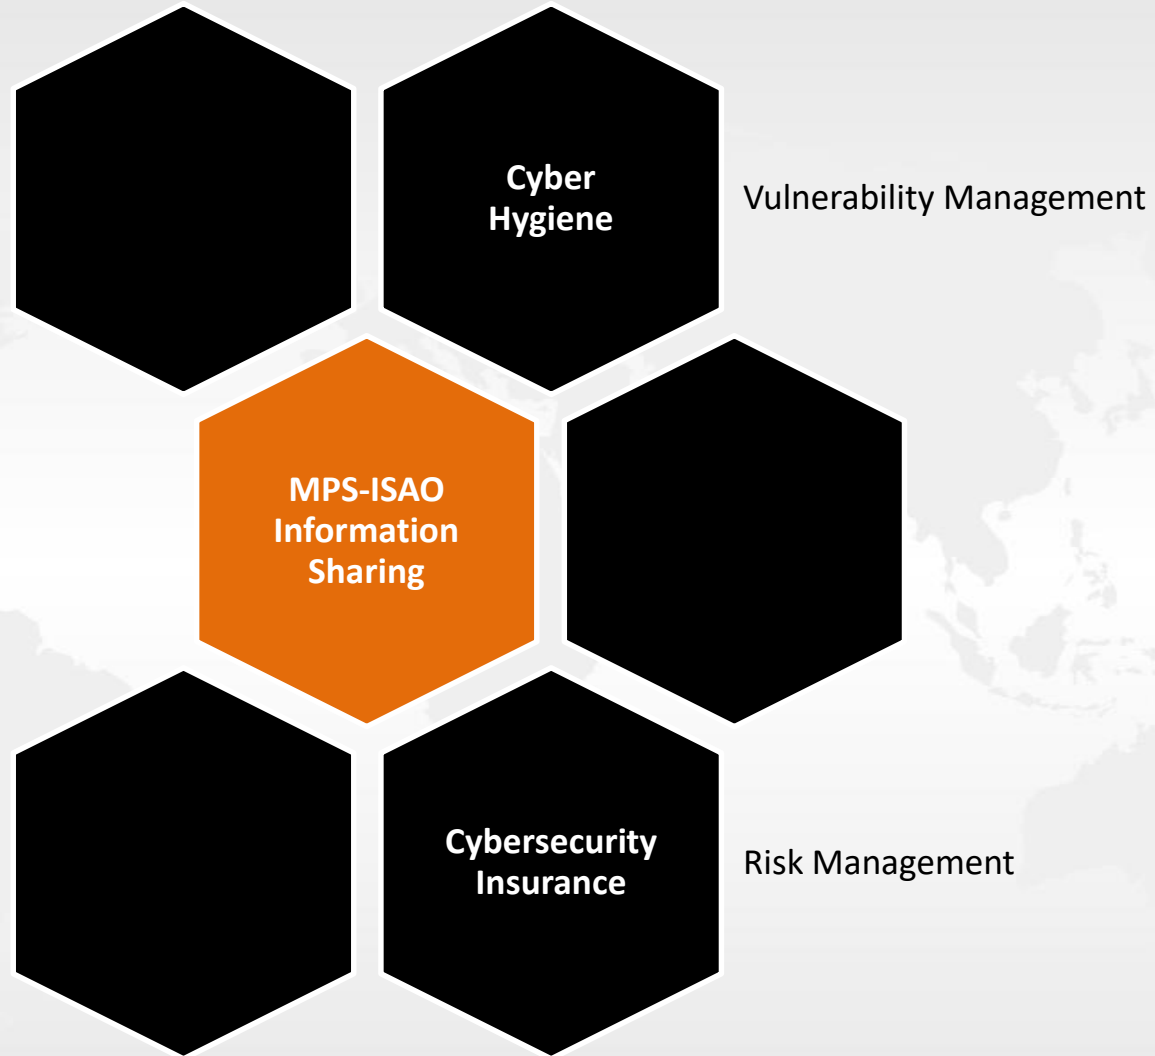 Cyber
Hygiene
Vulnerability Management
MPS-ISAO
Information
Sharing
Cybersecurity
Insurance
Risk Management